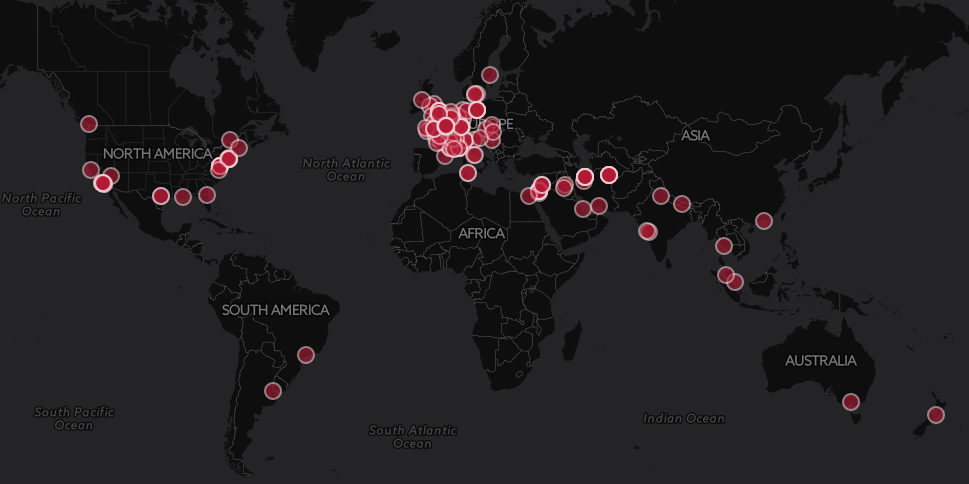 EUROPE
ASIA
NORTH AMERICA
North Atlantic
Ocean
North Pacific
Ocean
AFRICA
SOUTH AMERICA
AUSTRALIA
South Pacific
Ocean
South Atlantic
Ocean
Indian Ocean